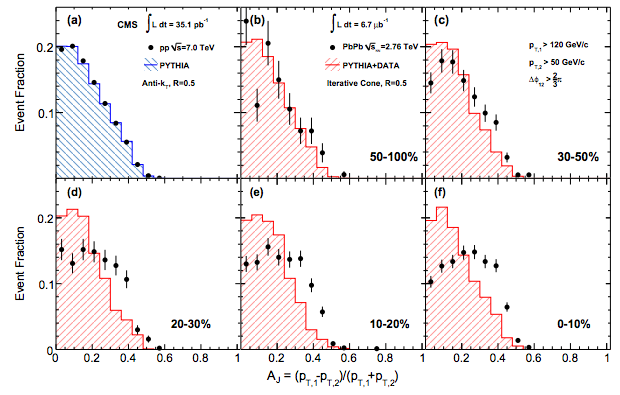 (a) CMS ∫ L dt = 35.1 pb⁻¹
pp √s=7.0 TeV
PYTHIA
Anti-k_T, R=0.5
(b) ∫ L dt = 6.7 μb⁻¹
PbPb √s_NN=2.76 TeV
PYTHIA+DATA
Iterative Cone, R=0.5
50-100%
(c)
p_T,1 > 120 GeV/c
p_T,2 > 50 GeV/c
Δϕ_12 > 2/3 π
30-50%
Event Fraction
0.2
0.1
(d)
20-30%
(e)
10-20%
(f)
0-10%
Event Fraction
0.2
0.1
0
0 0.2 0.4 0.6 0.8 1 0.2 0.4 0.6 0.8 1 0.2 0.4 0.6 0.8 1
A_J = (p_T,1-p_T,2)/(p_T,1+p_T,2)